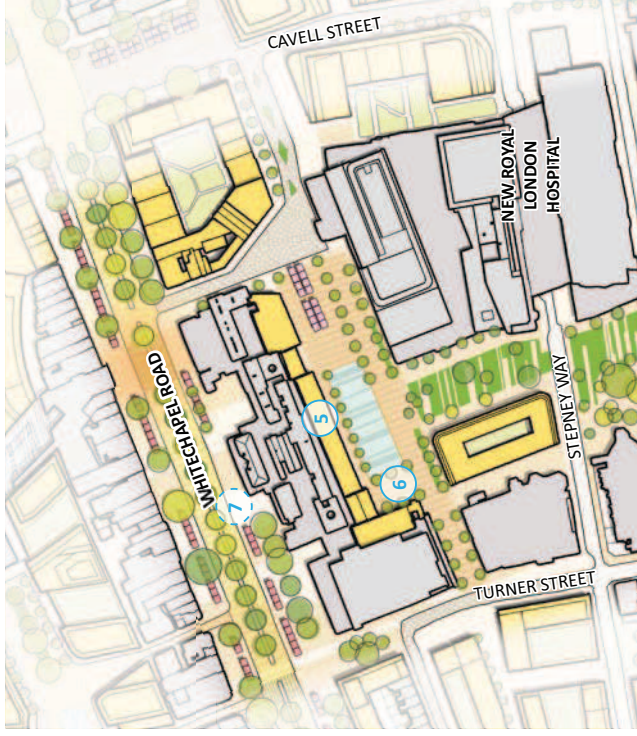 CAVELL STREET
NEW ROYAL
LONDON
HOSPITAL
WHITECHAPEL ROAD
5
6
7
STEPNEY WAY
TURNER STREET